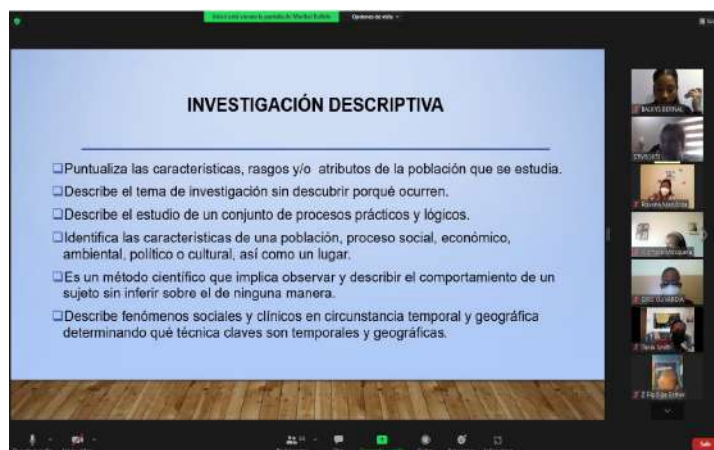 Opciones de vista
INVESTIGACIÓN DESCRIPTIVA
❑Puntualiza las características, rasgos y/o atributos de la población que se estudia.
❑Describe el tema de investigación sin descubrir porqué ocurren.
❑Describe el estudio de un conjunto de procesos prácticos y lógicos.
❑Identifica las características de una población, proceso social, económico,
ambiental, político o cultural, así como un lugar.
❑Es un método científico que implica observar y describir el comportamiento de un
sujeto sin inferir sobre el de ninguna manera.
❑Describe fenómenos sociales y clínicos en circunstancia temporal y geográfica
determinando qué técnica claves son temporales y geográficas.
BERNAL
Salir